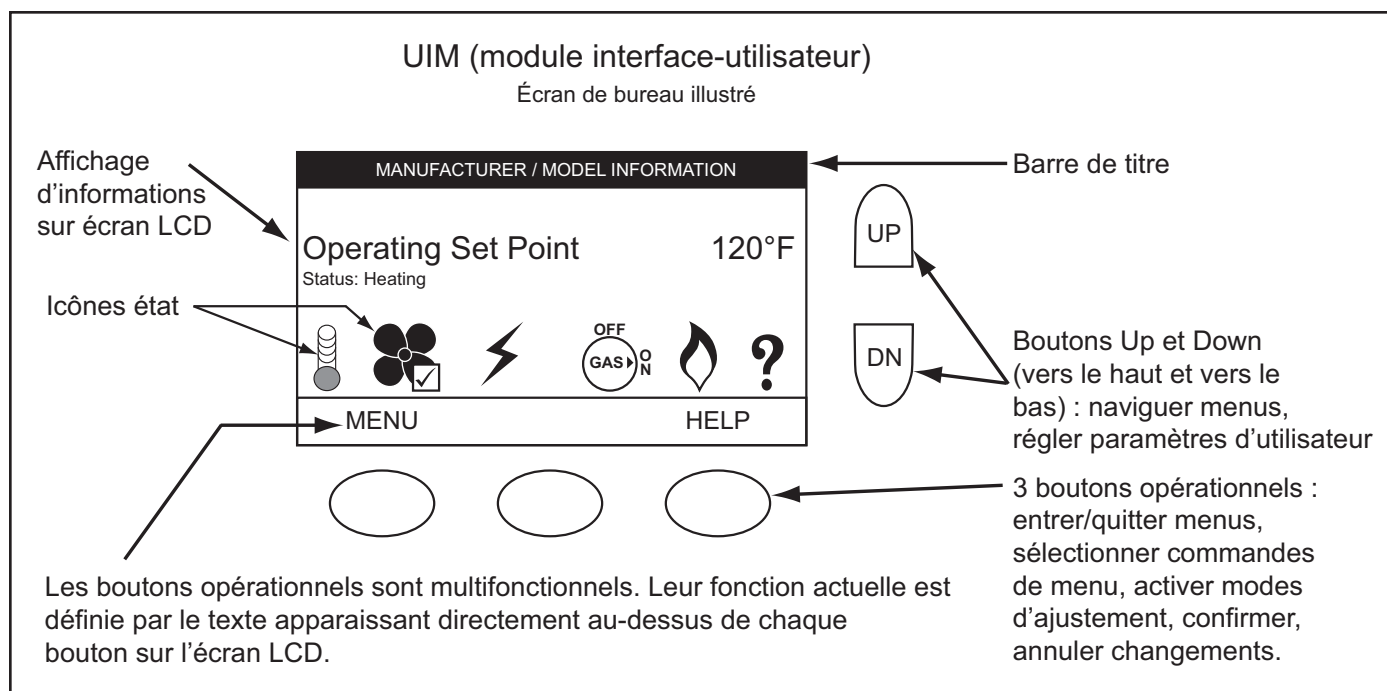 UIM (module interface-utilisateur)
Écran de bureau illustré
Affichage
d’informations
sur écran LCD
MANUFACTURER / MODEL INFORMATION
Barre de titre
Operating Set Point 120°F
Status: Heating
UP
Icônes état
OFF
GAS
ON
?
DN
Boutons Up et Down
(vers le haut et vers le
bas) : naviguer menus,
régler paramètres d’utilisateur
MENU HELP
3 boutons opérationnels :
entrer/quitter menus,
sélectionner commandes
de menu, activer modes
d’ajustement, confirmer,
annuler changements.
Les boutons opérationnels sont multifonctionnels. Leur fonction actuelle est
définie par le texte apparaissant directement au-dessus de chaque
bouton sur l’écran LCD.